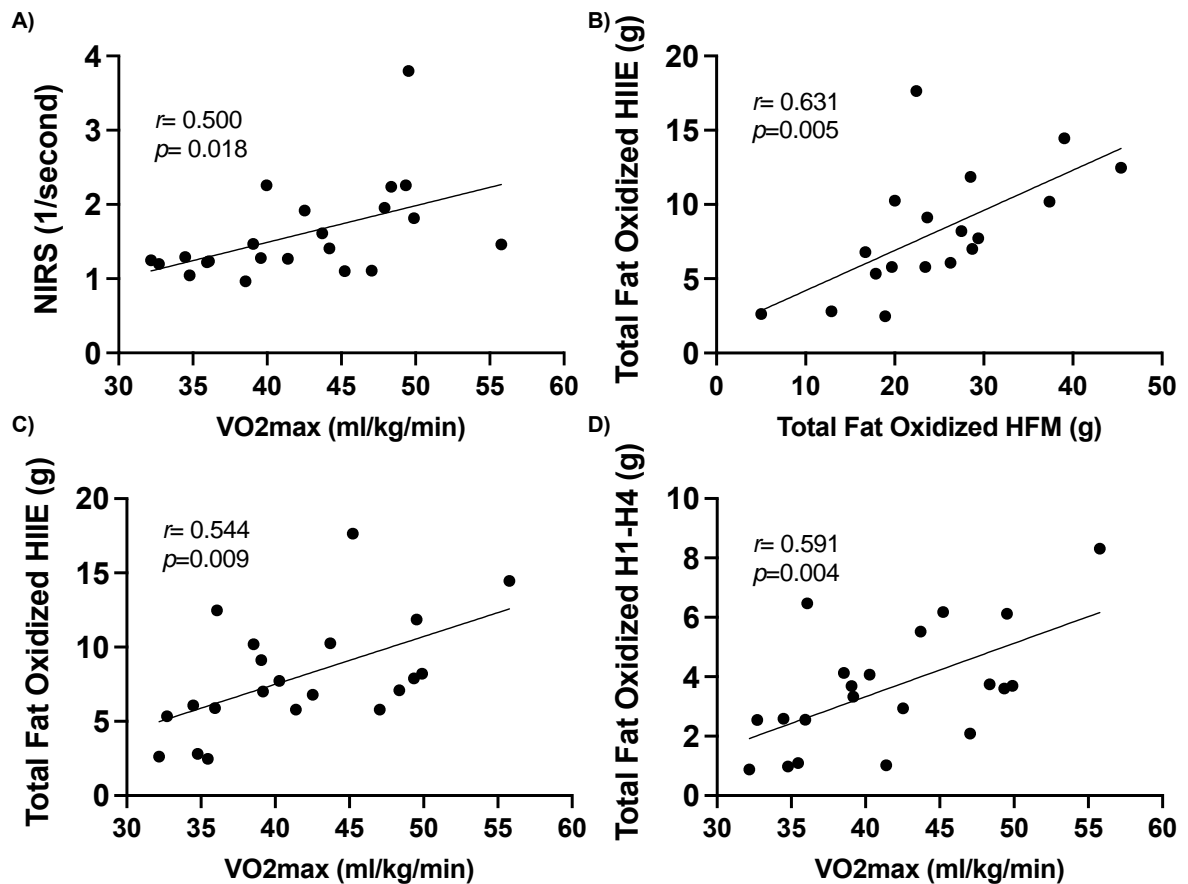 A)
NIRS (1/second)
4
3
2
1
0
r= 0.500
p= 0.018
30 35 40 45 50 55 60
VO2max (ml/kg/min)
B)
Total Fat Oxidized HIIE (g)
20
15
10
5
0
r= 0.631
p=0.005
0 10 20 30 40 50
Total Fat Oxidized HFM (g)
C)
Total Fat Oxidized HIIE (g)
20
15
10
5
0
r= 0.544
p=0.009
30 35 40 45 50 55 60
VO2max (ml/kg/min)
D)
Total Fat Oxidized H1-H4 (g)
10
8
6
4
2
0
r= 0.591
p=0.004
30 35 40 45 50 55 60
VO2max (ml/kg/min)